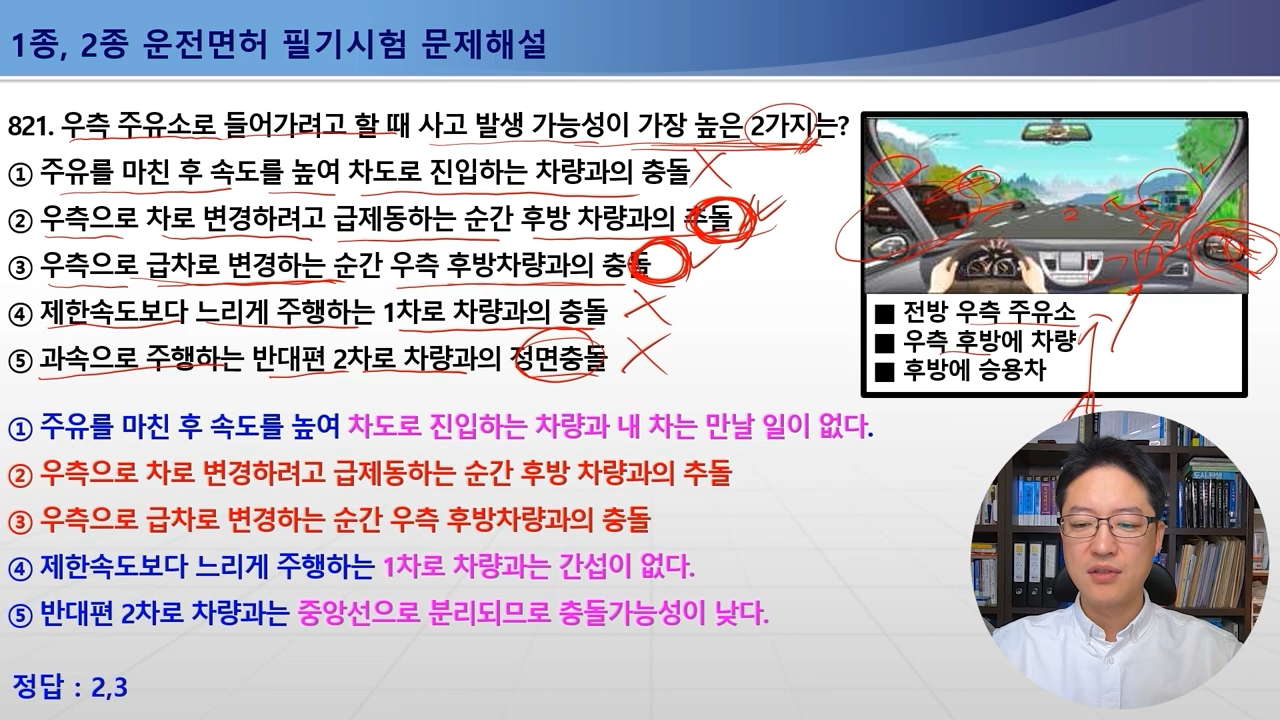 1종, 2종 운전면허 필기시험 문제해설
821. 우측 주유소로 들어가려고 할 때 사고 발생 가능성이 가장 높은 2가지는?
① 주유를 마친 후 속도를 높여 차도로 진입하는 차량과의 충돌
② 우측으로 차로 변경하려고 급제동하는 순간 후방 차량과의 추돌
③ 우측으로 급차로 변경하는 순간 우측 후방차량과의 충돌
④ 제한속도보다 느리게 주행하는 1차로 차량과의 충돌
⑤ 과속으로 주행하는 반대편 2차로 차량과의 정면충돌
■ 전방 우측 주유소
■ 우측 후방에 차량
■ 후방에 승용차
① 주유를 마친 후 속도를 높여 차도로 진입하는 차량과 내 차는 만날 일이 없다.
② 우측으로 차로 변경하려고 급제동하는 순간 후방 차량과의 추돌
③ 우측으로 급차로 변경하는 순간 우측 후방차량과의 충돌
④ 제한속도보다 느리게 주행하는 1차로 차량과는 간섭이 없다.
⑤ 반대편 2차로 차량과는 중앙선으로 분리되므로 충돌가능성이 낮다.
정답 : 2,3